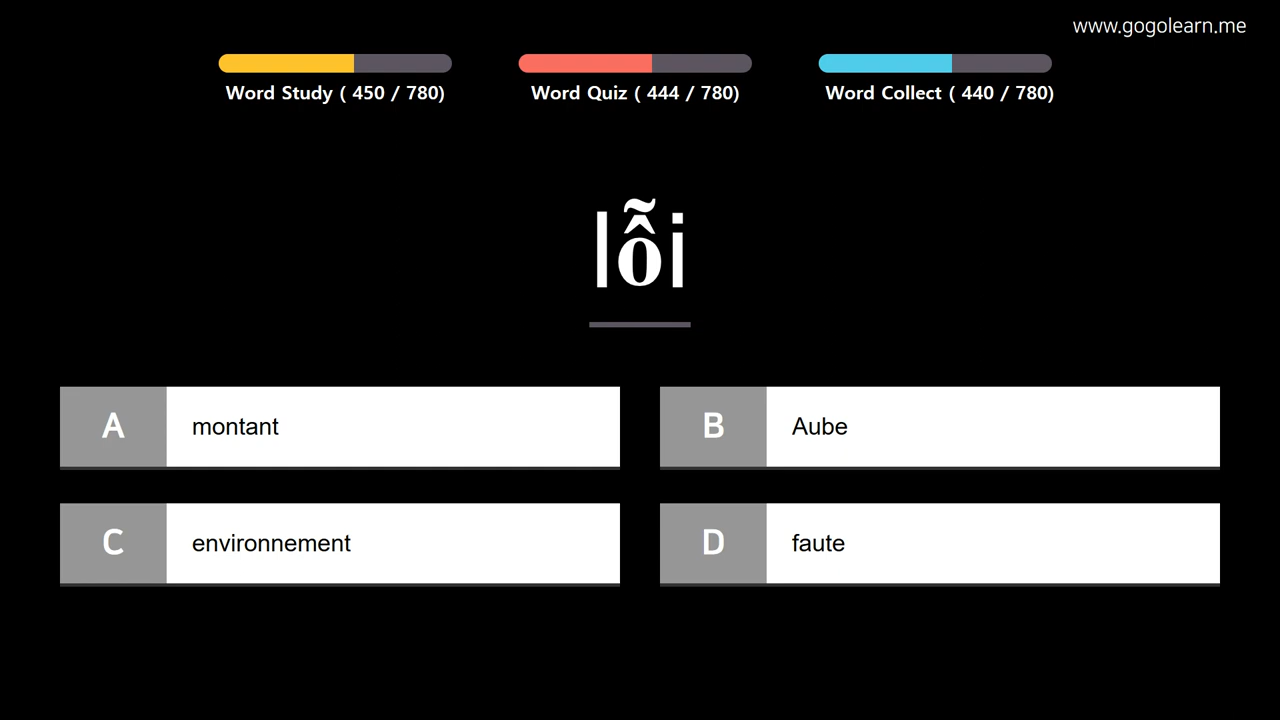 www.gogolearn.me
Word Study ( 450 / 780)
Word Quiz ( 444 / 780)
Word Collect ( 440 / 780)
lỗi
A montant
B Aube
C environnement
D faute